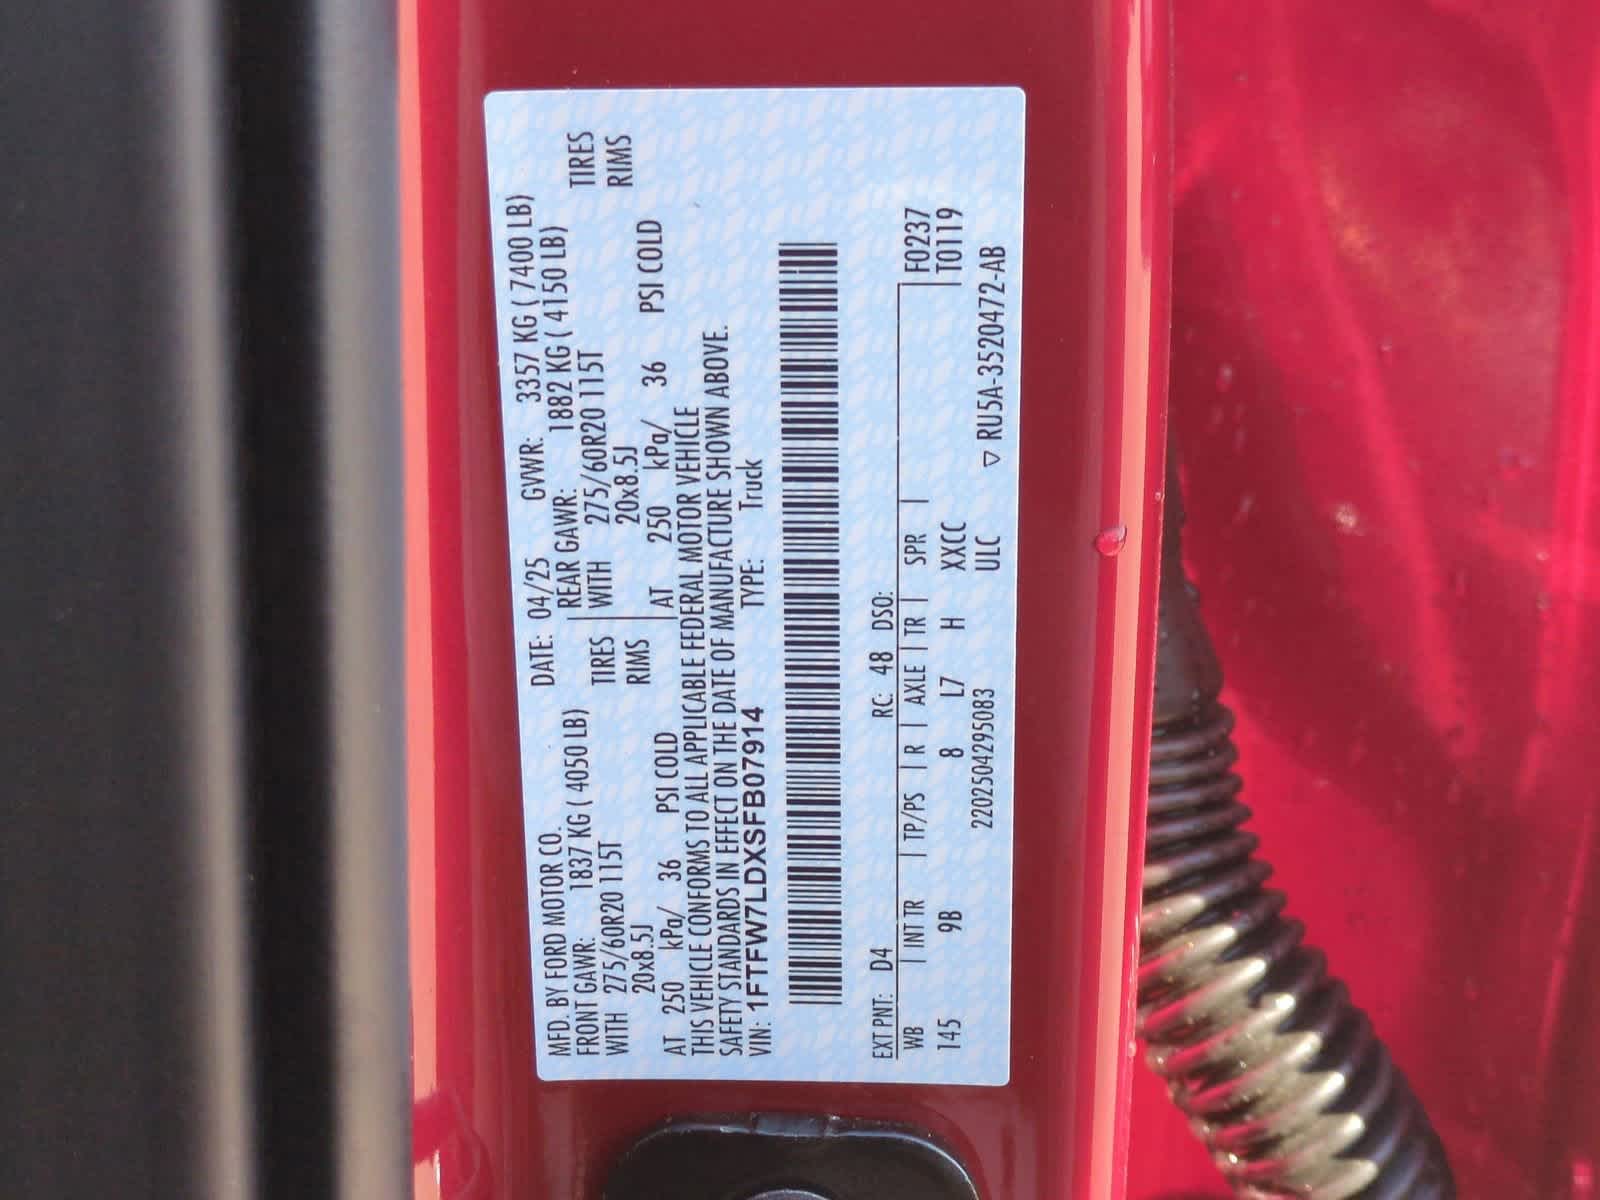 MFD. BY FORD MOTOR CO. DATE: 04/25 GVWR: 3357 KG ( 7400 LB)
FRONT GAWR: 1837 KG ( 4050 LB) REAR GAWR: 1882 KG ( 4150 LB)
WITH 275/60R20 115T TIRES WITH 275/60R20 115T TIRES
20x8.5J RIMS 20x8.5J RIMS
AT 250 kPa/ 36 PSI COLD AT 250 kPa/ 36 PSI COLD
THIS VEHICLE CONFORMS TO ALL APPLICABLE FEDERAL MOTOR VEHICLE
SAFETY STANDARDS IN EFFECT ON THE DATE OF MANUFACTURE SHOWN ABOVE.
VIN: 1FTFW7LDXSFB07914 TYPE: Truck
EXT PNT: D4 RC: 48 DSO: F0237
WB | INT TR | TP/PS | R | AXLE | TR | SPR | T0119
145 9B 8 L7 H XXCC
220250429508​3 ULC ▽ RU5A-3520472-AB